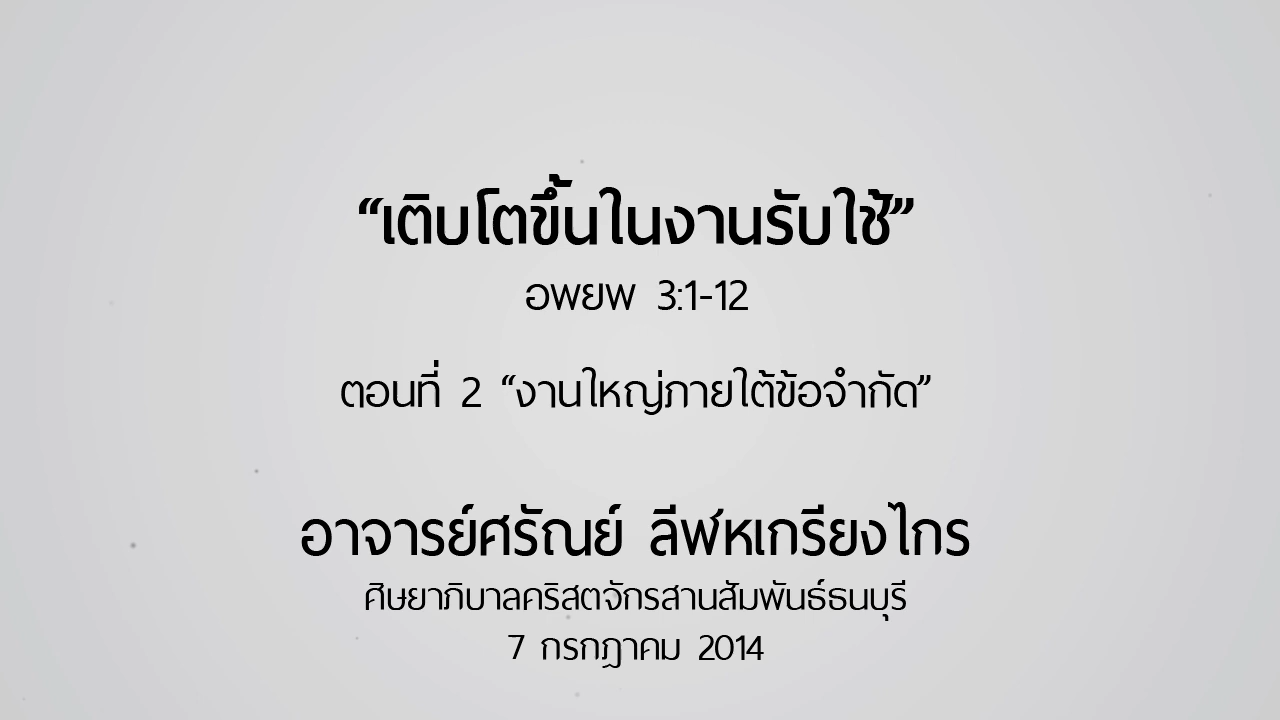 “เติบโตขึ้นในงานรับใช้”
อพยพ 3:1-12
ตอนที่ 2 “งานใหญ่ภายใต้ข้อจำกัด”
อาจารย์ศรัณย์ ลีฬหเกรียงไกร
ศิษยาภิบาลคริสตจักรสานสัมพันธ์ธนบุรี
7 กรกฎาคม 2014